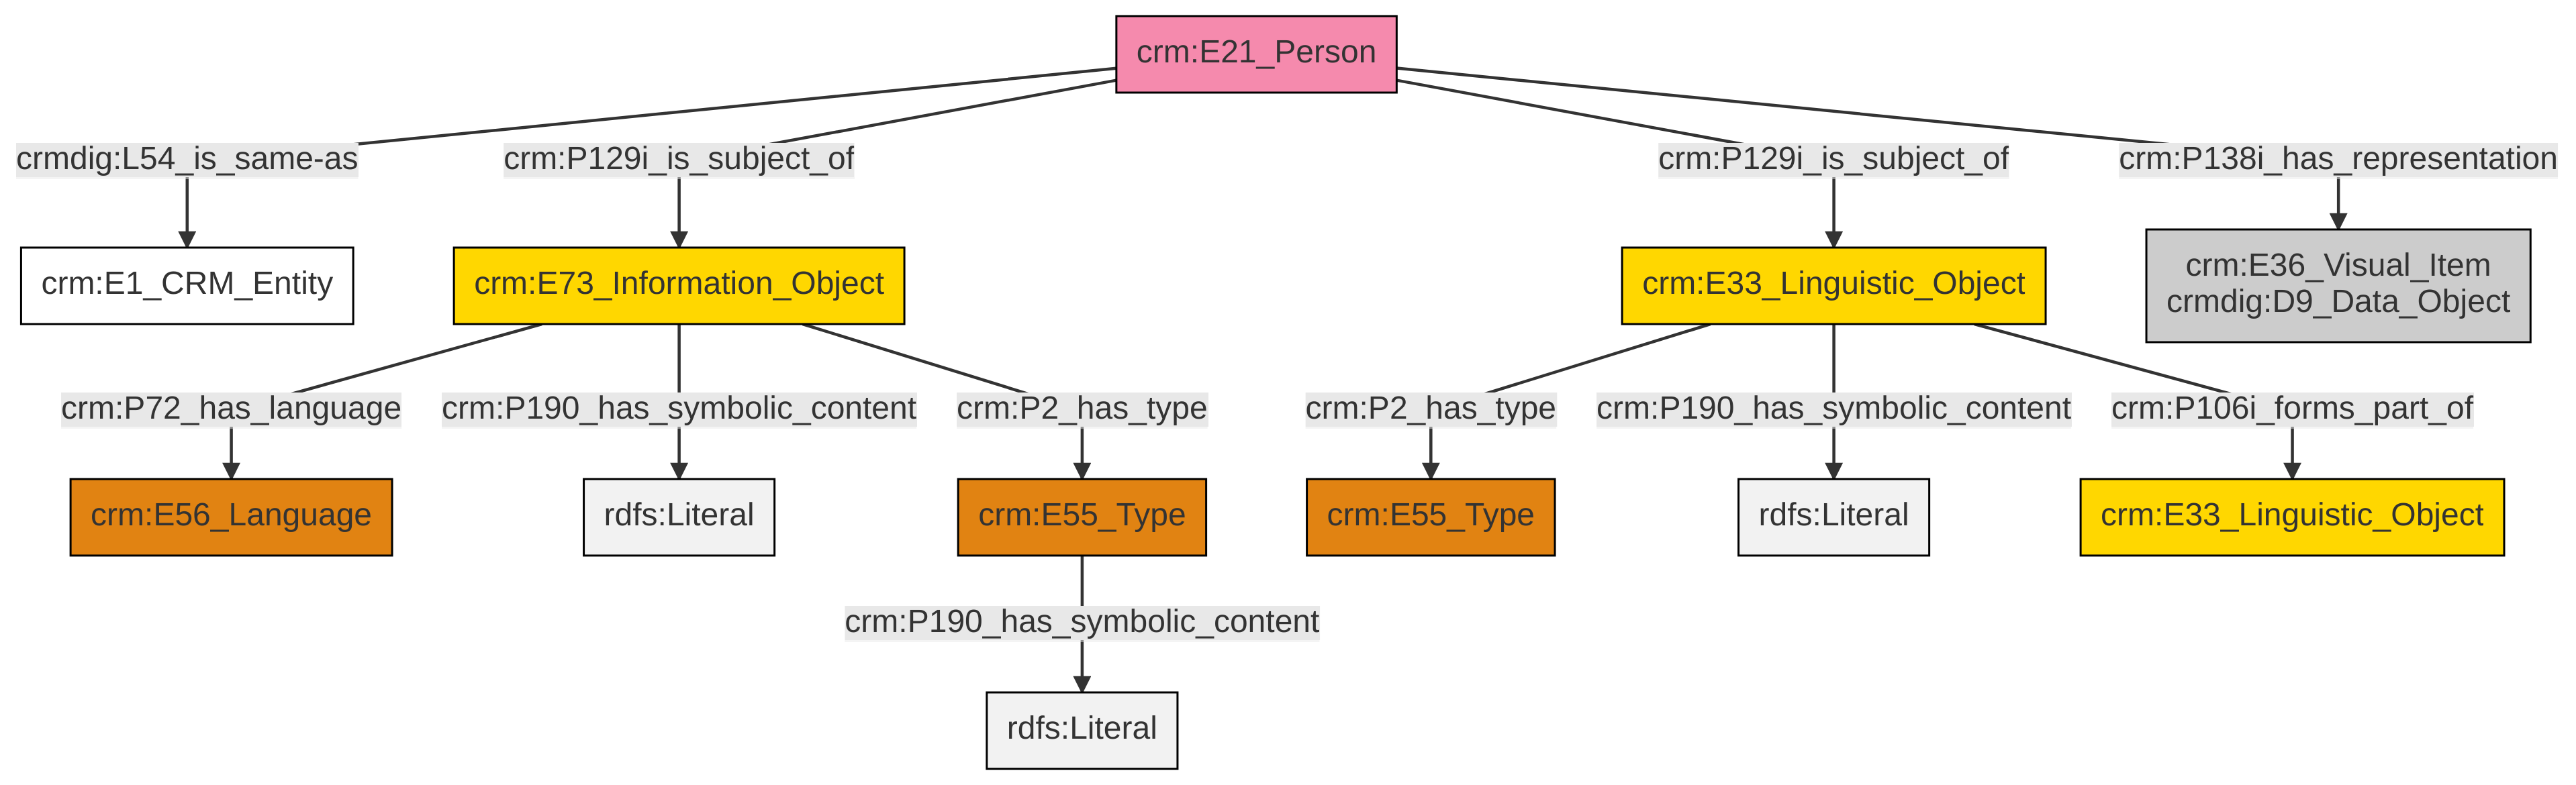 crm:E21_Person
crmdig:L54_is_same-as
crm:P129i_is_subject_of
crm:P129i_is_subject_of
crm:P138i_has_representation
crm:E1_CRM_Entity
crm:E73_Information_Object
crm:E33_Linguistic_Object
crm:E36_Visual_Item
crmdig:D9_Data_Object
crm:P72_has_language
crm:P190_has_symbolic_content
crm:P2_has_type
crm:P2_has_type
crm:P190_has_symbolic_content
crm:P106i_forms_part_of
crm:E56_Language
rdfs:Literal
crm:E55_Type
crm:E55_Type
rdfs:Literal
crm:E33_Linguistic_Object
crm:P190_has_symbolic_content
rdfs:Literal